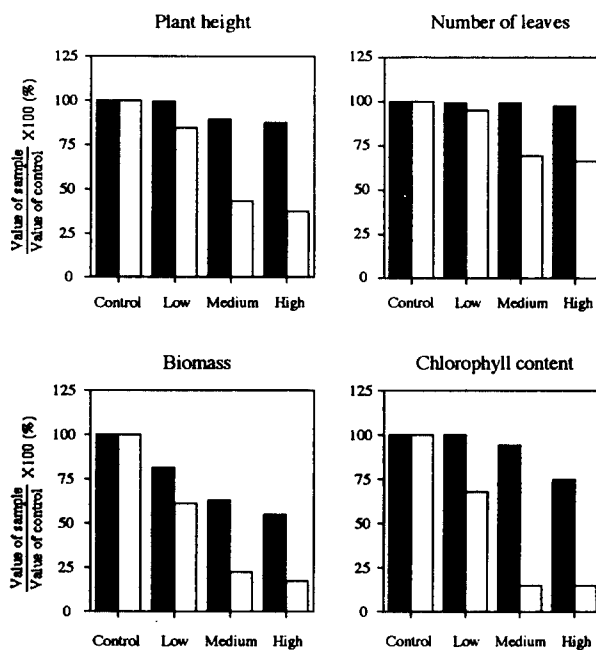 Plant height
Number of leaves
Value of sample
Value of control
X100 (%)
125
100
75
50
25
0
Control Low Medium High
125
100
75
50
25
0
Control Low Medium High
Biomass
Chlorophyll content
Value of sample
Value of control
X100 (%)
125
100
75
50
25
0
Control Low Medium High
125
100
75
50
25
0
Control Low Medium High